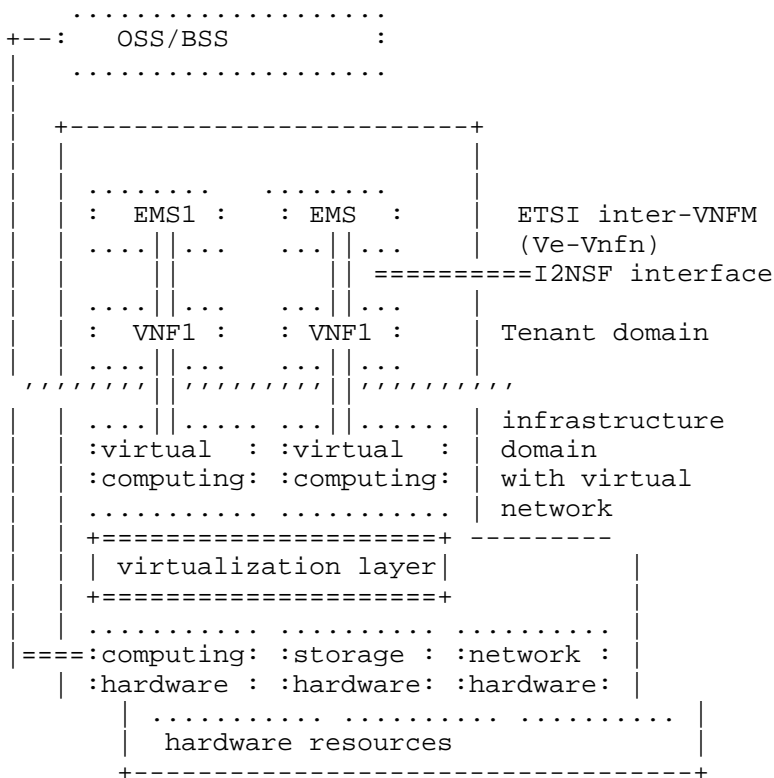 OSS/BSS
EMS1 EMS ETSI inter-VNFM
(Ve-Vnfn)
==========I2NSF interface
VNF1 VNF1 Tenant domain
infrastructure
:virtual : :virtual : domain
:computing: :computing: with virtual
network
virtualization layer
:computing: :storage : :network :
:hardware : :hardware: :hardware:
hardware resources